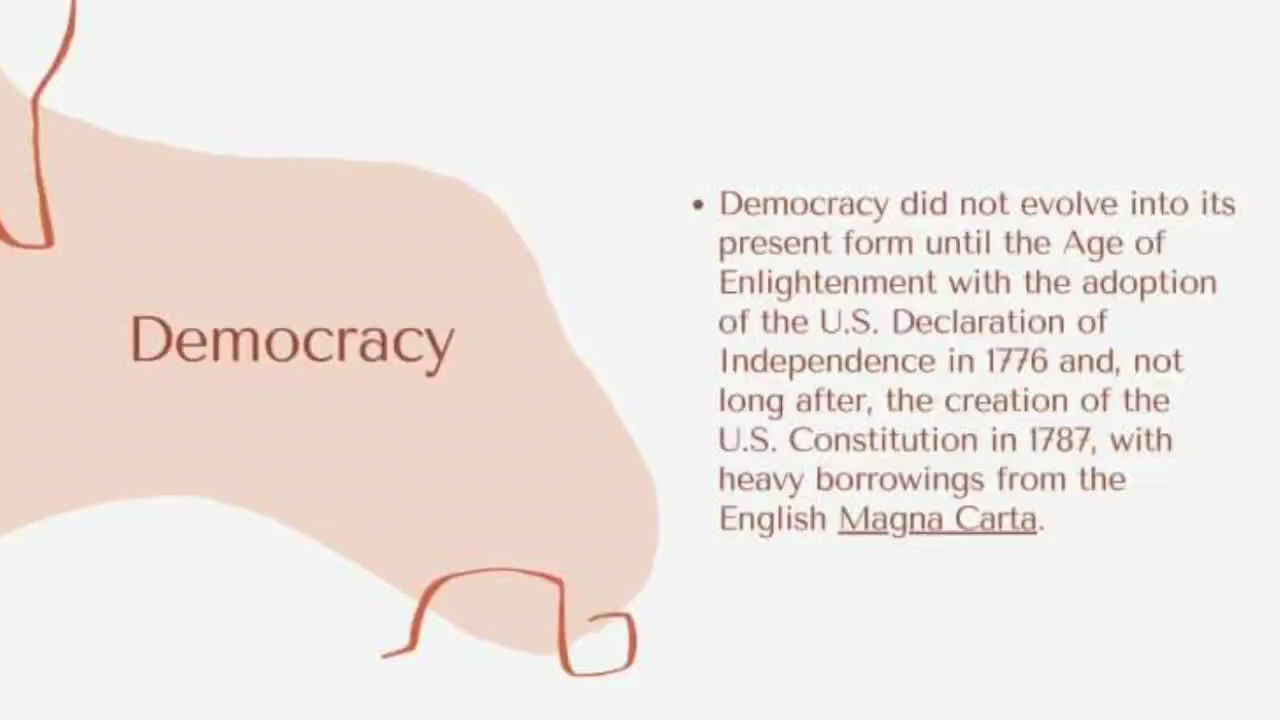 Democracy
• Democracy did not evolve into its
present form until the Age of
Enlightenment with the adoption
of the U.S. Declaration of
Independence in 1776 and, not
long after, the creation of the
U.S. Constitution in 1787, with
heavy borrowings from the
English Magna Carta.